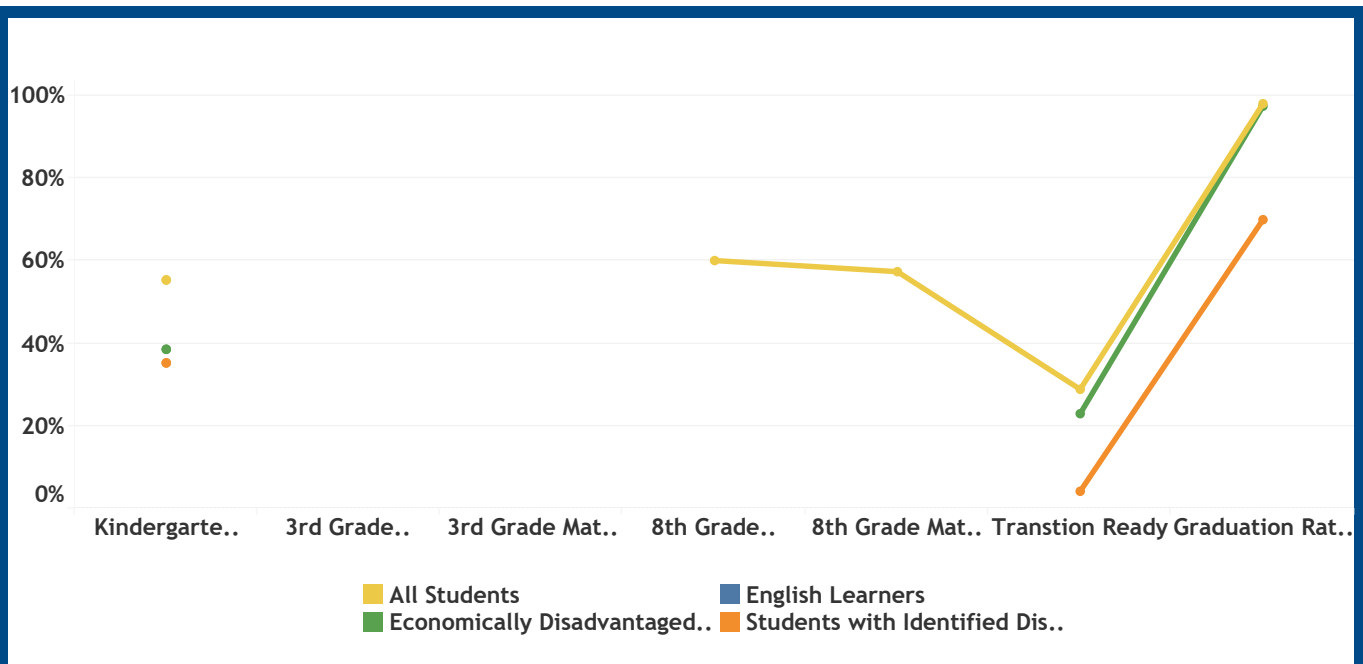 100%
80%
60%
40%
20%
0%
Kindergarte.. 3rd Grade.. 3rd Grade Mat.. 8th Grade.. 8th Grade Mat.. Transtion Ready Graduation Rat..
All Students English Learners
Economically Disadvantaged.. Students with Identified Dis..